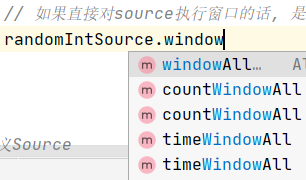 // 如果直接对source执行窗口的话, 是
randomIntSource.window
m windowAll… A
m countWindowAll
m countWindowAll
义Source
m timeWindowAll
m timeWindowAll